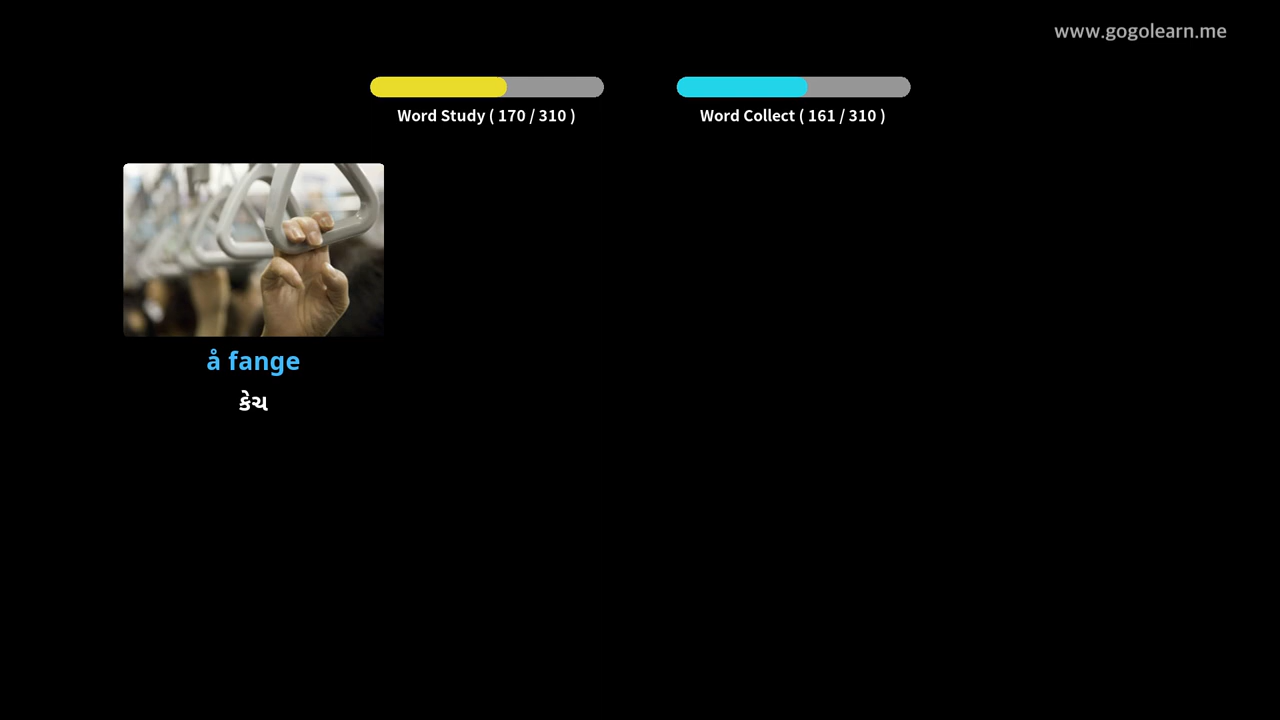 www.gogolearn.me
Word Study ( 170 / 310 )
Word Collect ( 161 / 310 )
å fange
કેચ